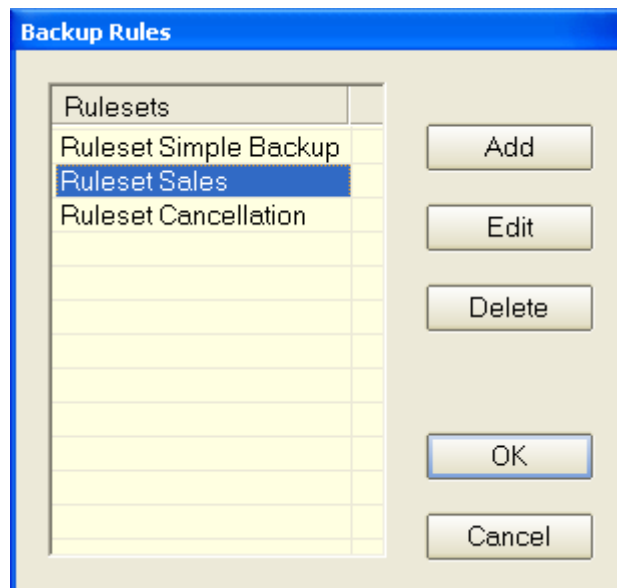 Backup Rules
Rulesets
Ruleset Simple Backup
Ruleset Sales
Ruleset Cancellation
Add
Edit
Delete
OK
Cancel